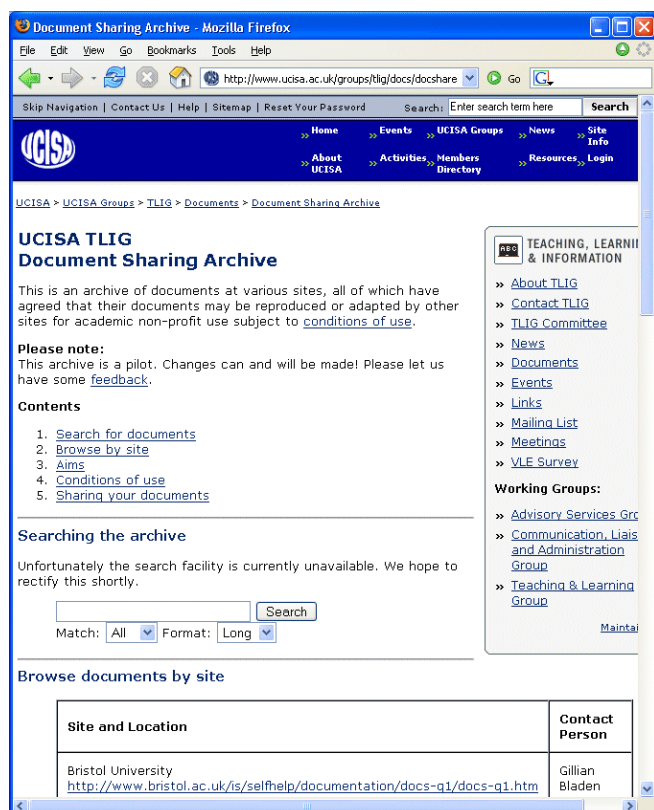 Document Sharing Archive - Mozilla Firefox
File Edit View Go Bookmarks Tools Help
http://www.ucisa.ac.uk/groups/tlig/docs/docshare Go G
Skip Navigation | Contact Us | Help | Sitemap | Reset Your Password Search: Enter search term here Search
UCISA
» Home » Events » UCISA Groups » News » Site Info
» About UCISA » Activities » Members Directory » Resources » Login
UCISA > UCISA Groups > TLIG > Documents > Document Sharing Archive
UCISA TLIG
Document Sharing Archive
This is an archive of documents at various sites, all of which have
agreed that their documents may be reproduced or adapted by other
sites for academic non-profit use subject to conditions of use.
Please note:
This archive is a pilot. Changes can and will be made! Please let us
have some feedback.
Contents
1. Search for documents
2. Browse by site
3. Aims
4. Conditions of use
5. Sharing your documents
Searching the archive
Unfortunately the search facility is currently unavailable. We hope to
rectify this shortly.
Search
Match: All Format: Long
Browse documents by site
Site and Location
Contact
Person
Bristol University
http://www.bristol.ac.uk/is/selfhelp/documentation/docs-q1/docs-q1.htm
Gillian
Bladen
ABC
TEACHING, LEARNI
& INFORMATION
» About TLIG
» Contact TLIG
» TLIG Committee
» News
» Documents
» Events
» Links
» Mailing List
» Meetings
» VLE Survey
Working Groups:
» Advisory Services Gro
» Communication, Liais
and Administration
Group
» Teaching & Learning
Group
Maintai